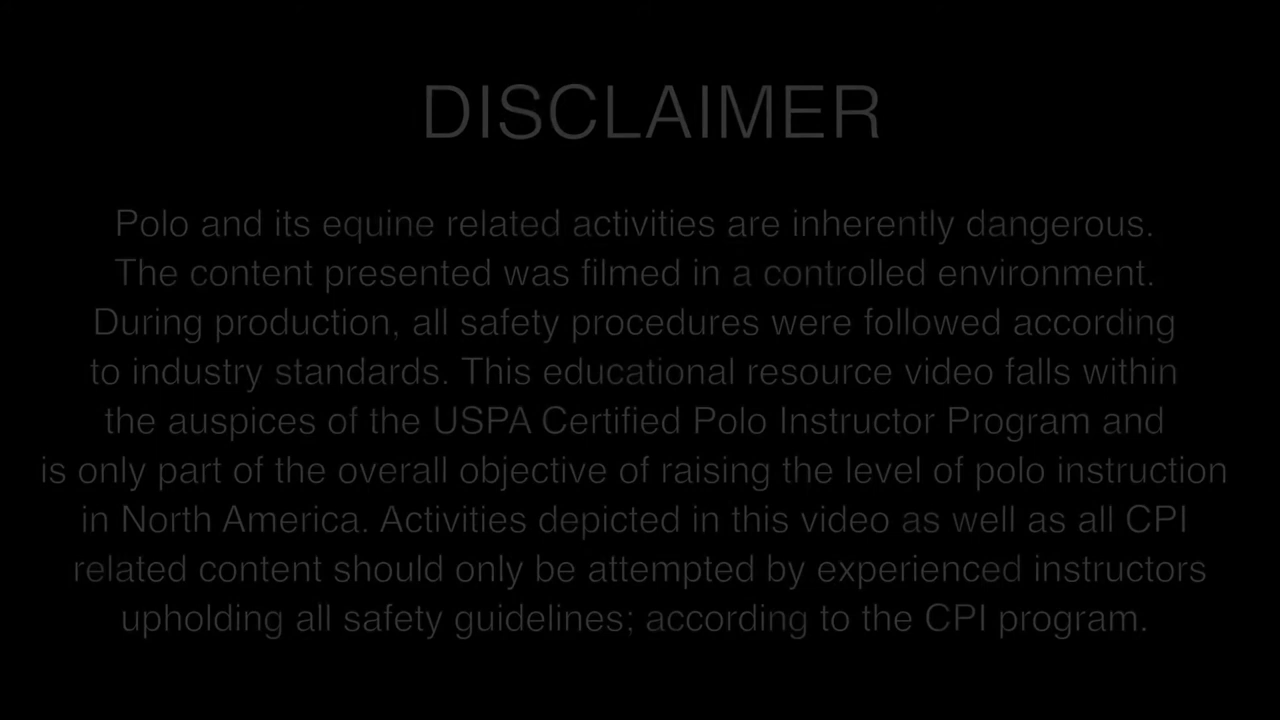 DISCLAIMER
Polo and its equine related activities are inherently dangerous.
The content presented was filmed in a controlled environment.
During production, all safety procedures were followed according
to industry standards. This educational resource video falls within
the auspices of the USPA Certified Polo Instructor Program and
is only part of the overall objective of raising the level of polo instruction
in North America. Activities depicted in this video as well as all CPI
related content should only be attempted by experienced instructors
upholding all safety guidelines; according to the CPI program.